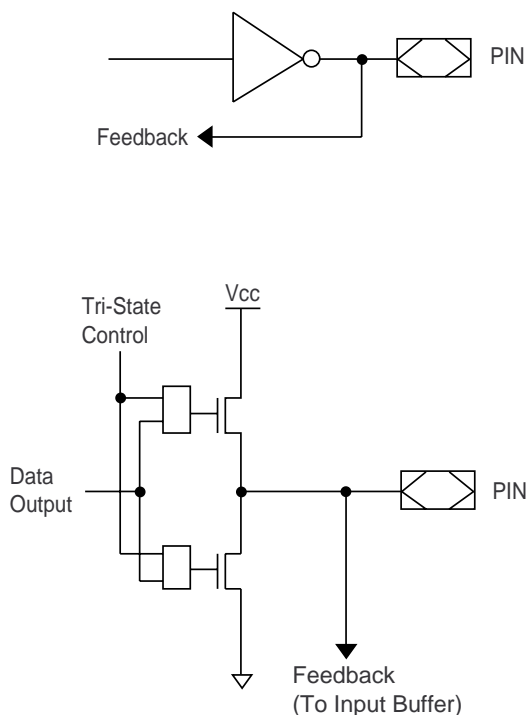 PIN
Feedback
Tri-State
Control
Vcc
Data
Output
PIN
Feedback
(To Input Buffer)